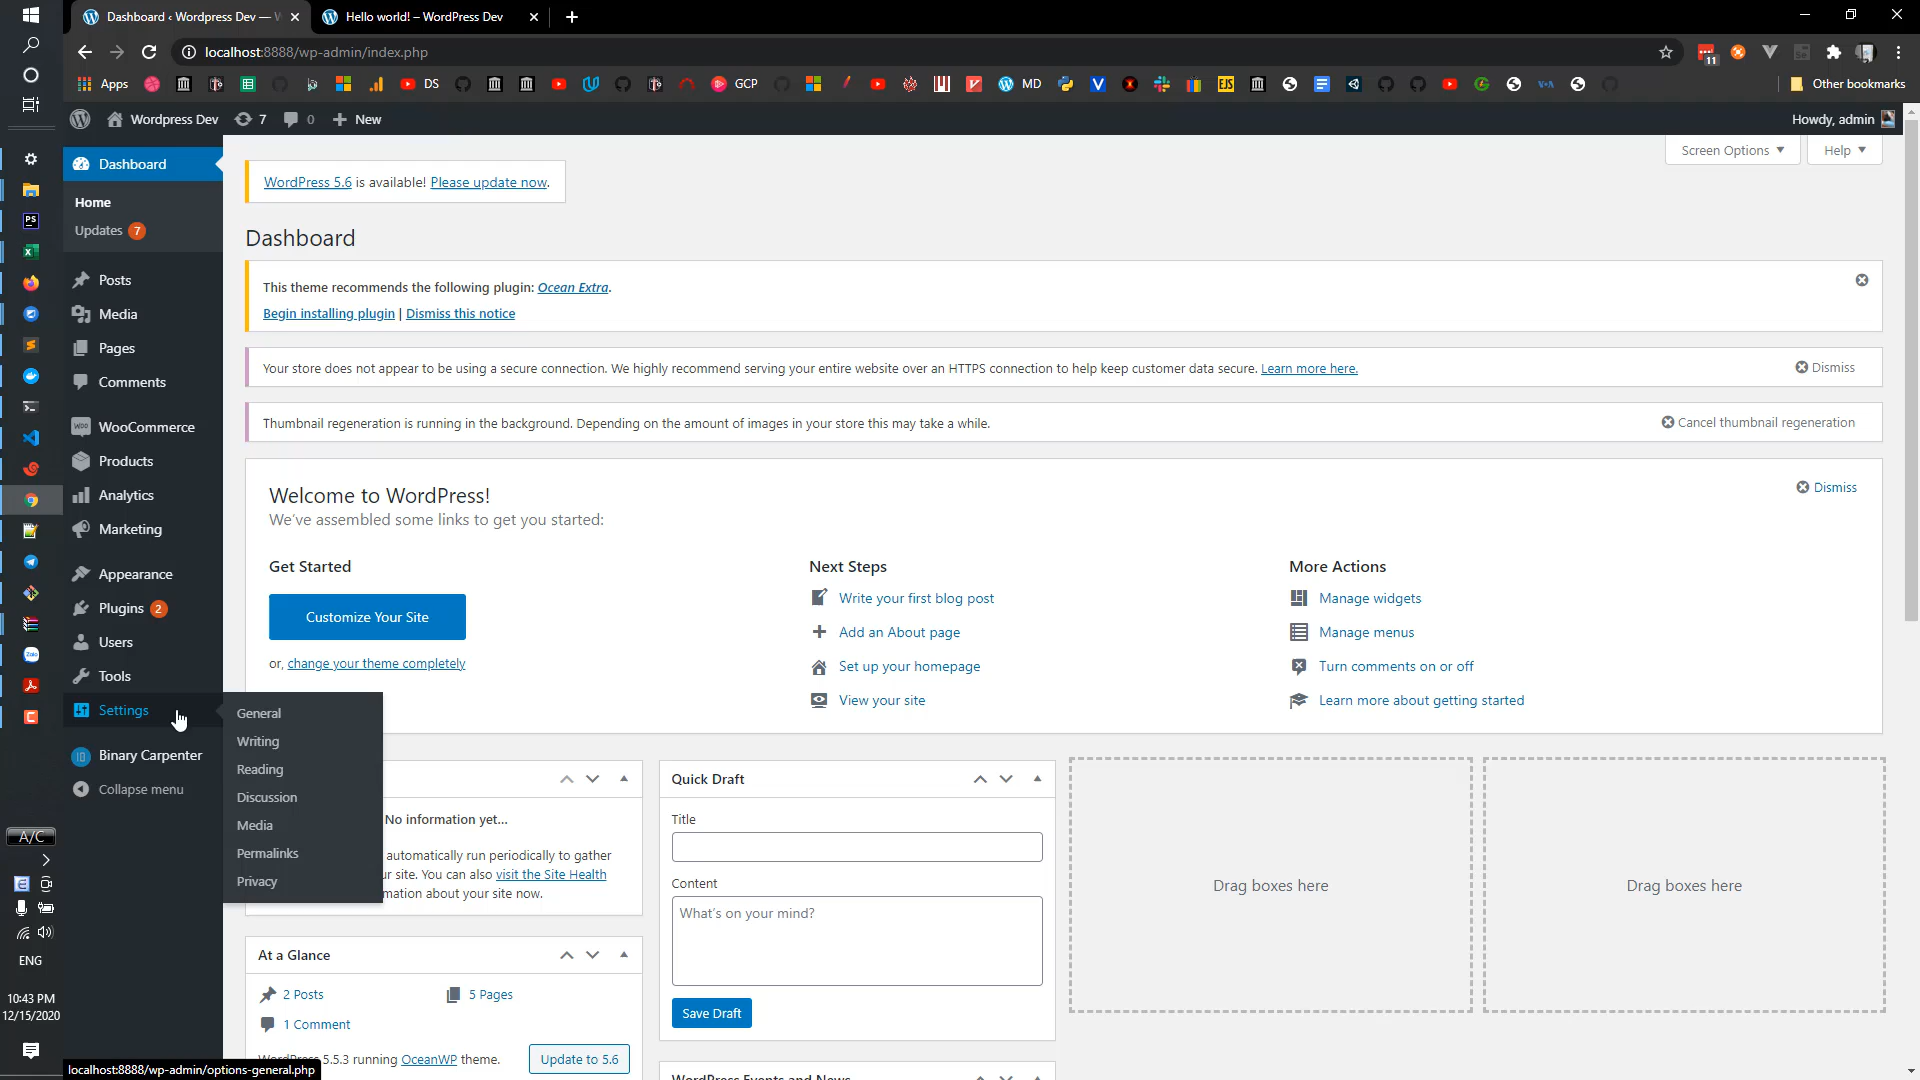 Dashboard ‹ Wordpress Dev —
Hello world! – WordPress Dev
localhost:8888/wp-admin/index.php
11
Apps
DS
GCP
MD
Other bookmarks
Wordpress Dev
7
0
New
Howdy, admin
Dashboard
Home
Updates 7
Posts
Media
Pages
Comments
WooCommerce
Products
Analytics
Marketing
Appearance
Plugins 2
Users
Tools
Settings
Binary Carpenter
Collapse menu
General
Writing
Reading
Discussion
Media
Permalinks
Privacy
Screen Options
Help
WordPress 5.6 is available! Please update now.
Dashboard
This theme recommends the following plugin: Ocean Extra.
Begin installing plugin | Dismiss this notice
Your store does not appear to be using a secure connection. We highly recommend serving your entire website over an HTTPS connection to help keep customer data secure. Learn more here.
Dismiss
Thumbnail regeneration is running in the background. Depending on the amount of images in your store this may take a while.
Cancel thumbnail regeneration
Welcome to WordPress!
We've assembled some links to get you started:
Dismiss
Get Started
Customize Your Site
or, change your theme completely
Next Steps
Write your first blog post
Add an About page
Set up your homepage
View your site
More Actions
Manage widgets
Manage menus
Turn comments on or off
Learn more about getting started
No information yet...
automatically run periodically to gather
ur site. You can also visit the Site Health
mation about your site now.
At a Glance
2 Posts
5 Pages
1 Comment
WordPress 5.5.3 running OceanWP theme.
Update to 5.6
Quick Draft
Title
Content
What's on your mind?
Save Draft
WordPress Events and News
Drag boxes here
Drag boxes here
A/C
ENG
10:43 PM
12/15/2020
localhost:8888/wp-admin/options-general.php